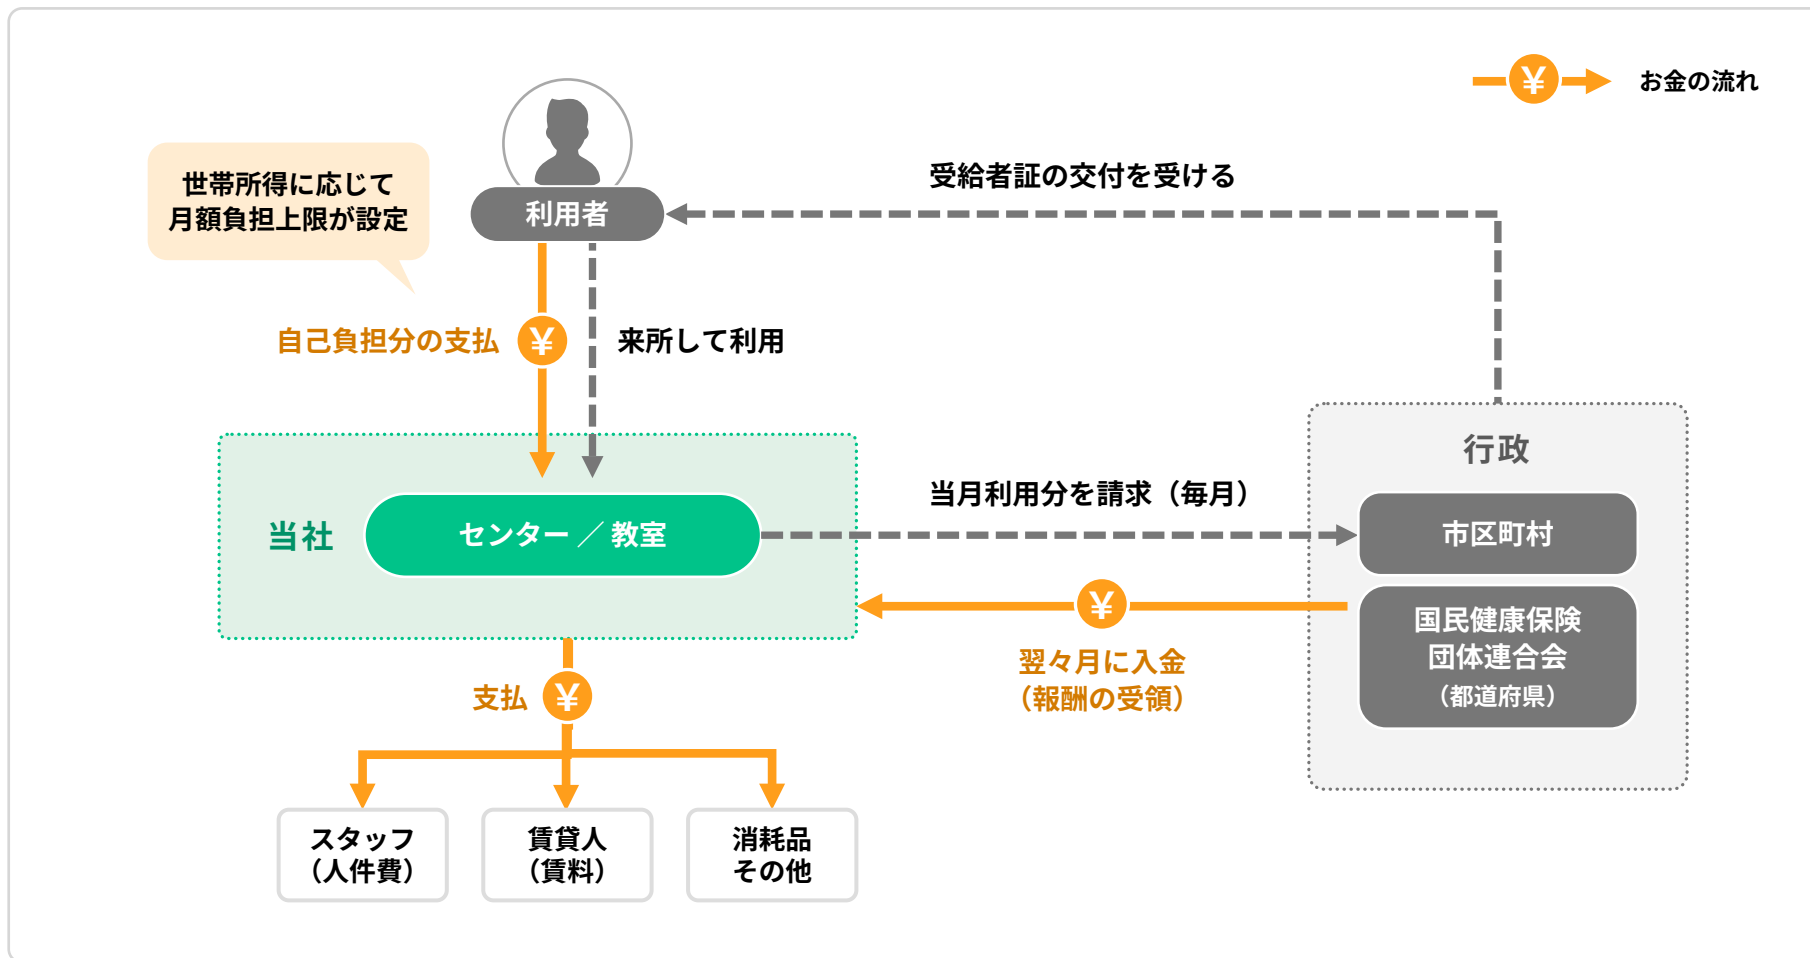 ¥
お金の流れ
世帯所得に応じて
月額負担上限が設定
利用者
受給者証の交付を受ける
自己負担分の支払
¥
来所して利用
行政
当社
センター ／ 教室
当月利用分を請求（毎月）
市区町村
¥
翌々月に入金
（報酬の受領）
国民健康保険
団体連合会
（都道府県）
支払
¥
スタッフ
（人件費）
賃貸人
（賃料）
消耗品
その他